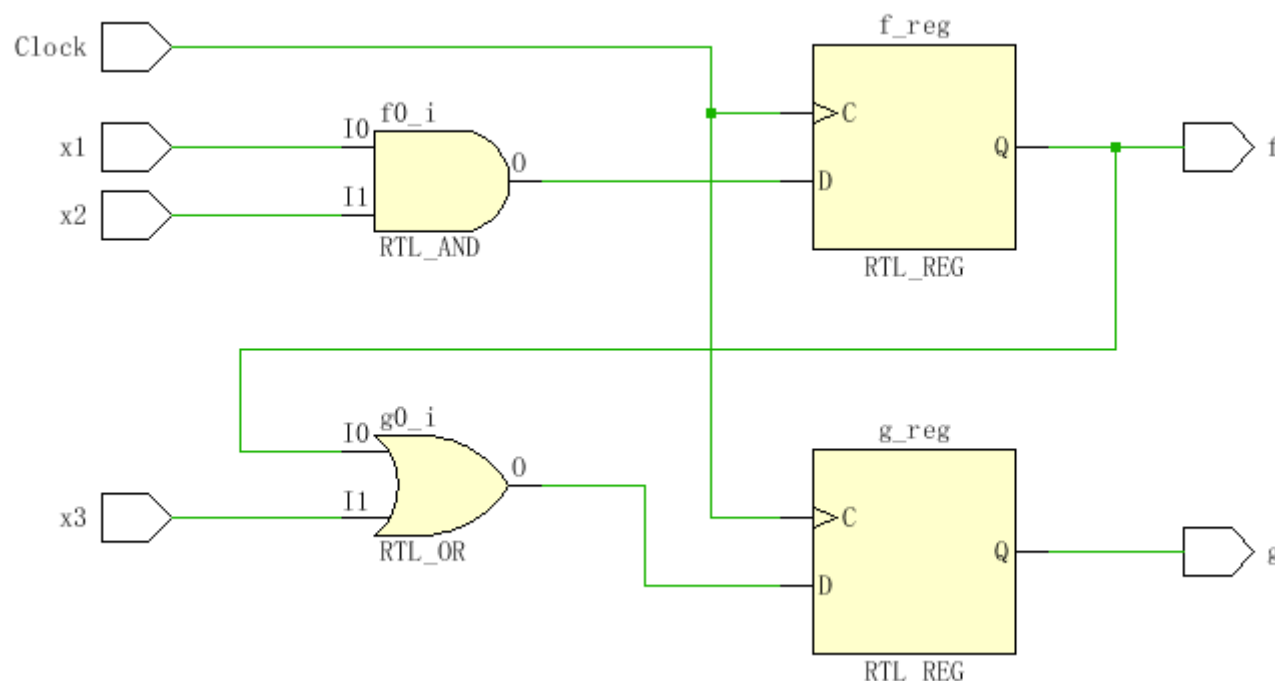 f_reg
Clock
C
f0_i
I0
x1
O
Q
f
D
I1
x2
RTL_AND
RTL_REG
g0_i
I0
g_reg
O
I1
x3
C
RTL_OR
Q
g
D
RTL_REG